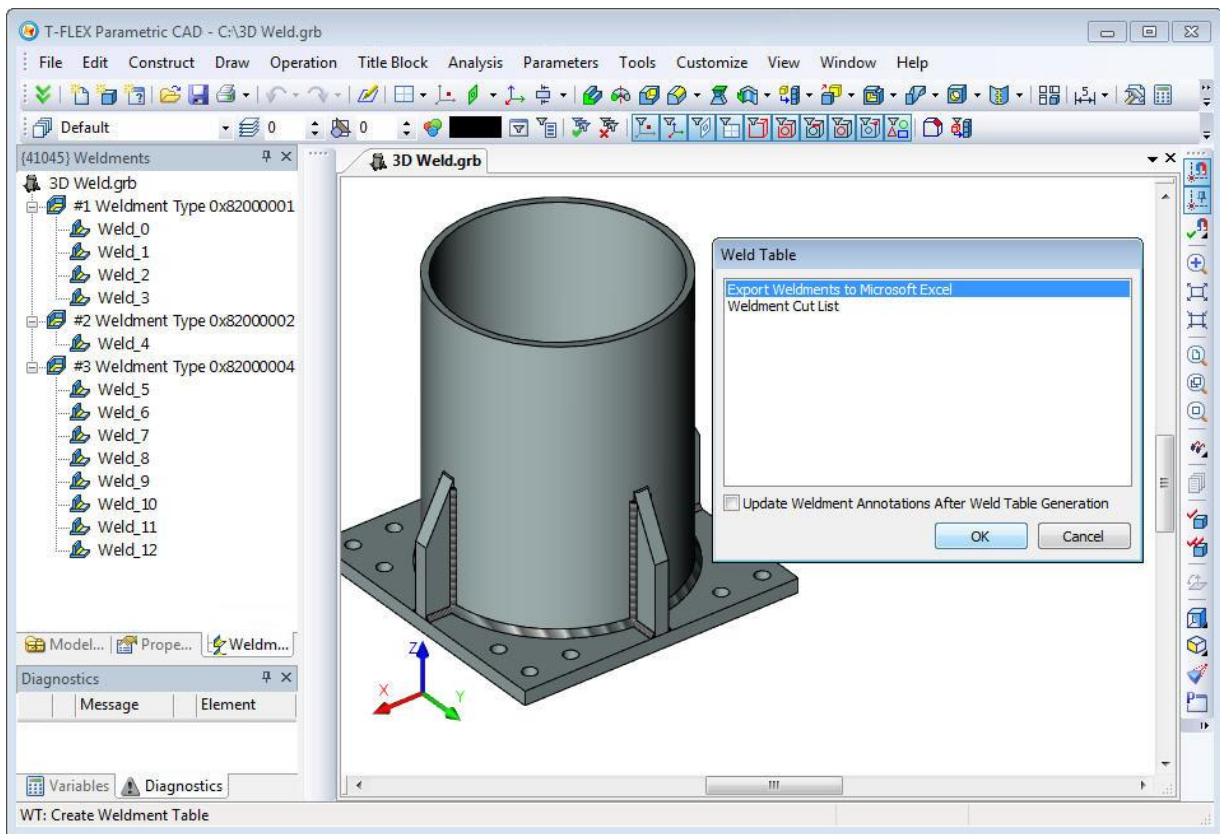 T-FLEX Parametric CAD - C:\3D Weld.grb
File Edit Construct Draw Operation Title Block Analysis Parameters Tools Customize View Window Help
Default 0 0
{41045} Weldments
3D Weld.grb
3D Weld.grb
#1 Weldment Type 0x82000001
Weld_0
Weld_1
Weld_2
Weld_3
#2 Weldment Type 0x82000002
Weld_4
#3 Weldment Type 0x82000004
Weld_5
Weld_6
Weld_7
Weld_8
Weld_9
Weld_10
Weld_11
Weld_12
Model... Prope... Weldm...
Diagnostics
Message Element
Variables Diagnostics
WT: Create Weldment Table
Z
X
Y
Weld Table
Export Weldments to Microsoft Excel
Weldment Cut List
Update Weldment Annotations After Weld Table Generation
OK Cancel